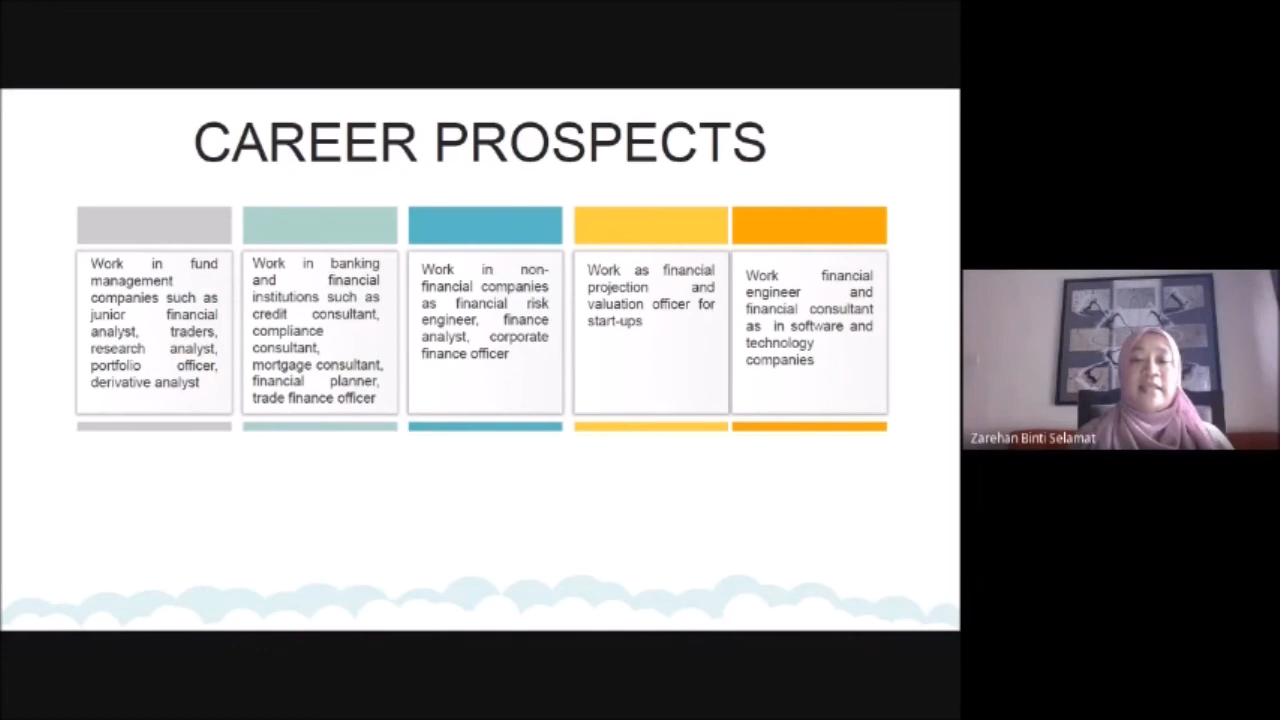 CAREER PROSPECTS
Work in fund
management
companies such as
junior financial
analyst, traders,
research analyst,
portfolio officer,
derivative analyst
Work in banking
and financial
institutions such as
credit consultant,
compliance
consultant,
mortgage consultant,
financial planner,
trade finance officer
Work in non-
financial companies
as financial risk
engineer, finance
analyst, corporate
finance officer
Work as financial
projection and
valuation officer for
start-ups
Work financial
engineer and
financial consultant
as in software and
technology
companies
Zarehan Binti Selamat